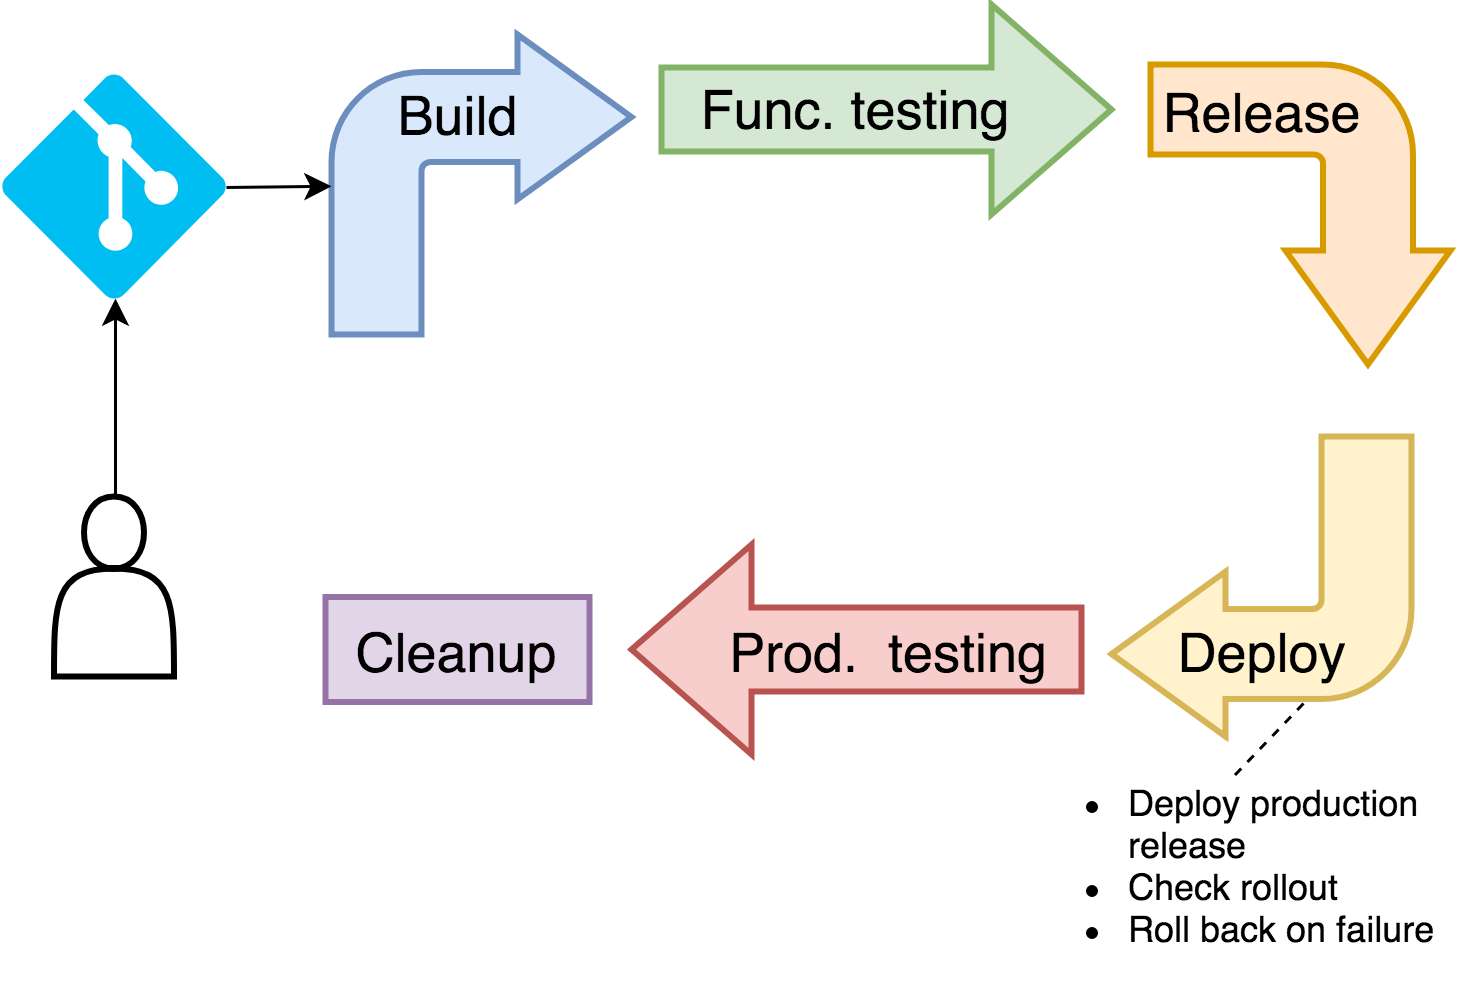 Build
Func. testing
Release
Cleanup
Prod. testing
Deploy
• Deploy production
release
• Check rollout
• Roll back on failure